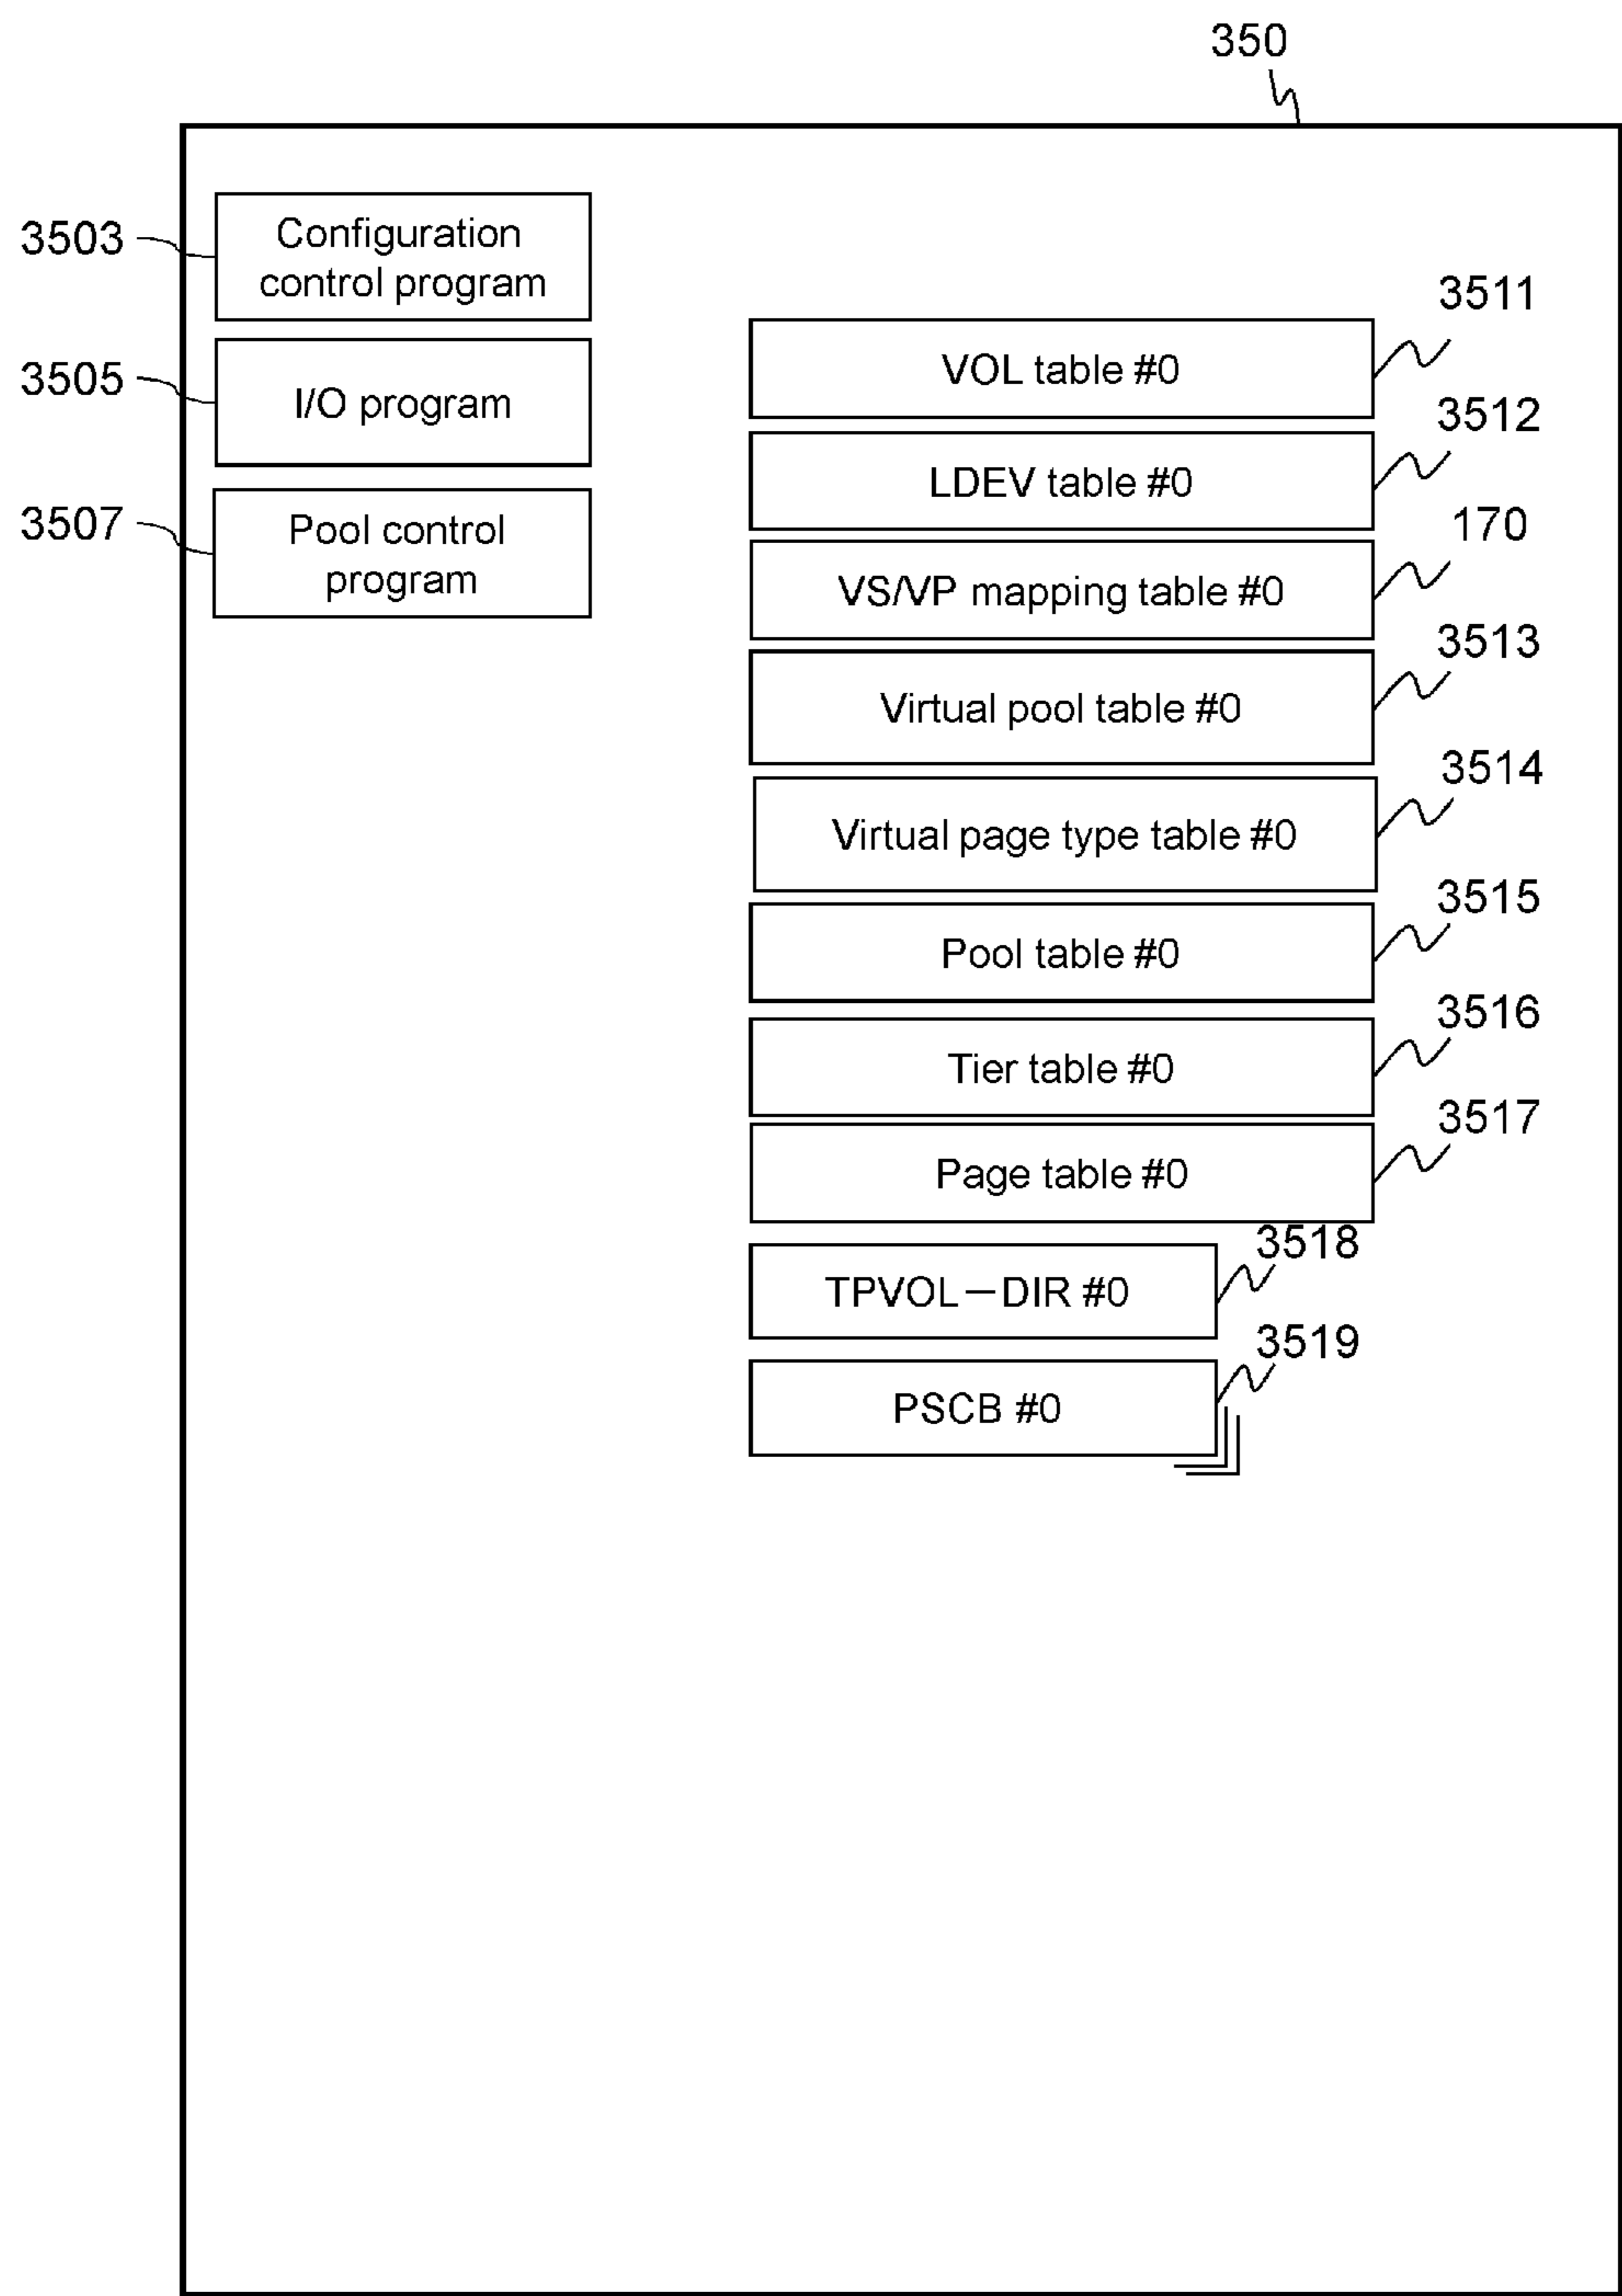 350
3503
Configuration
control program
3505
I/O program
3507
Pool control
program
3511
VOL table #0
3512
LDEV table #0
170
VS/VP mapping table #0
3513
Virtual pool table #0
3514
Virtual page type table #0
3515
Pool table #0
3516
Tier table #0
3517
Page table #0
3518
TPVOL－DIR #0
3519
PSCB #0